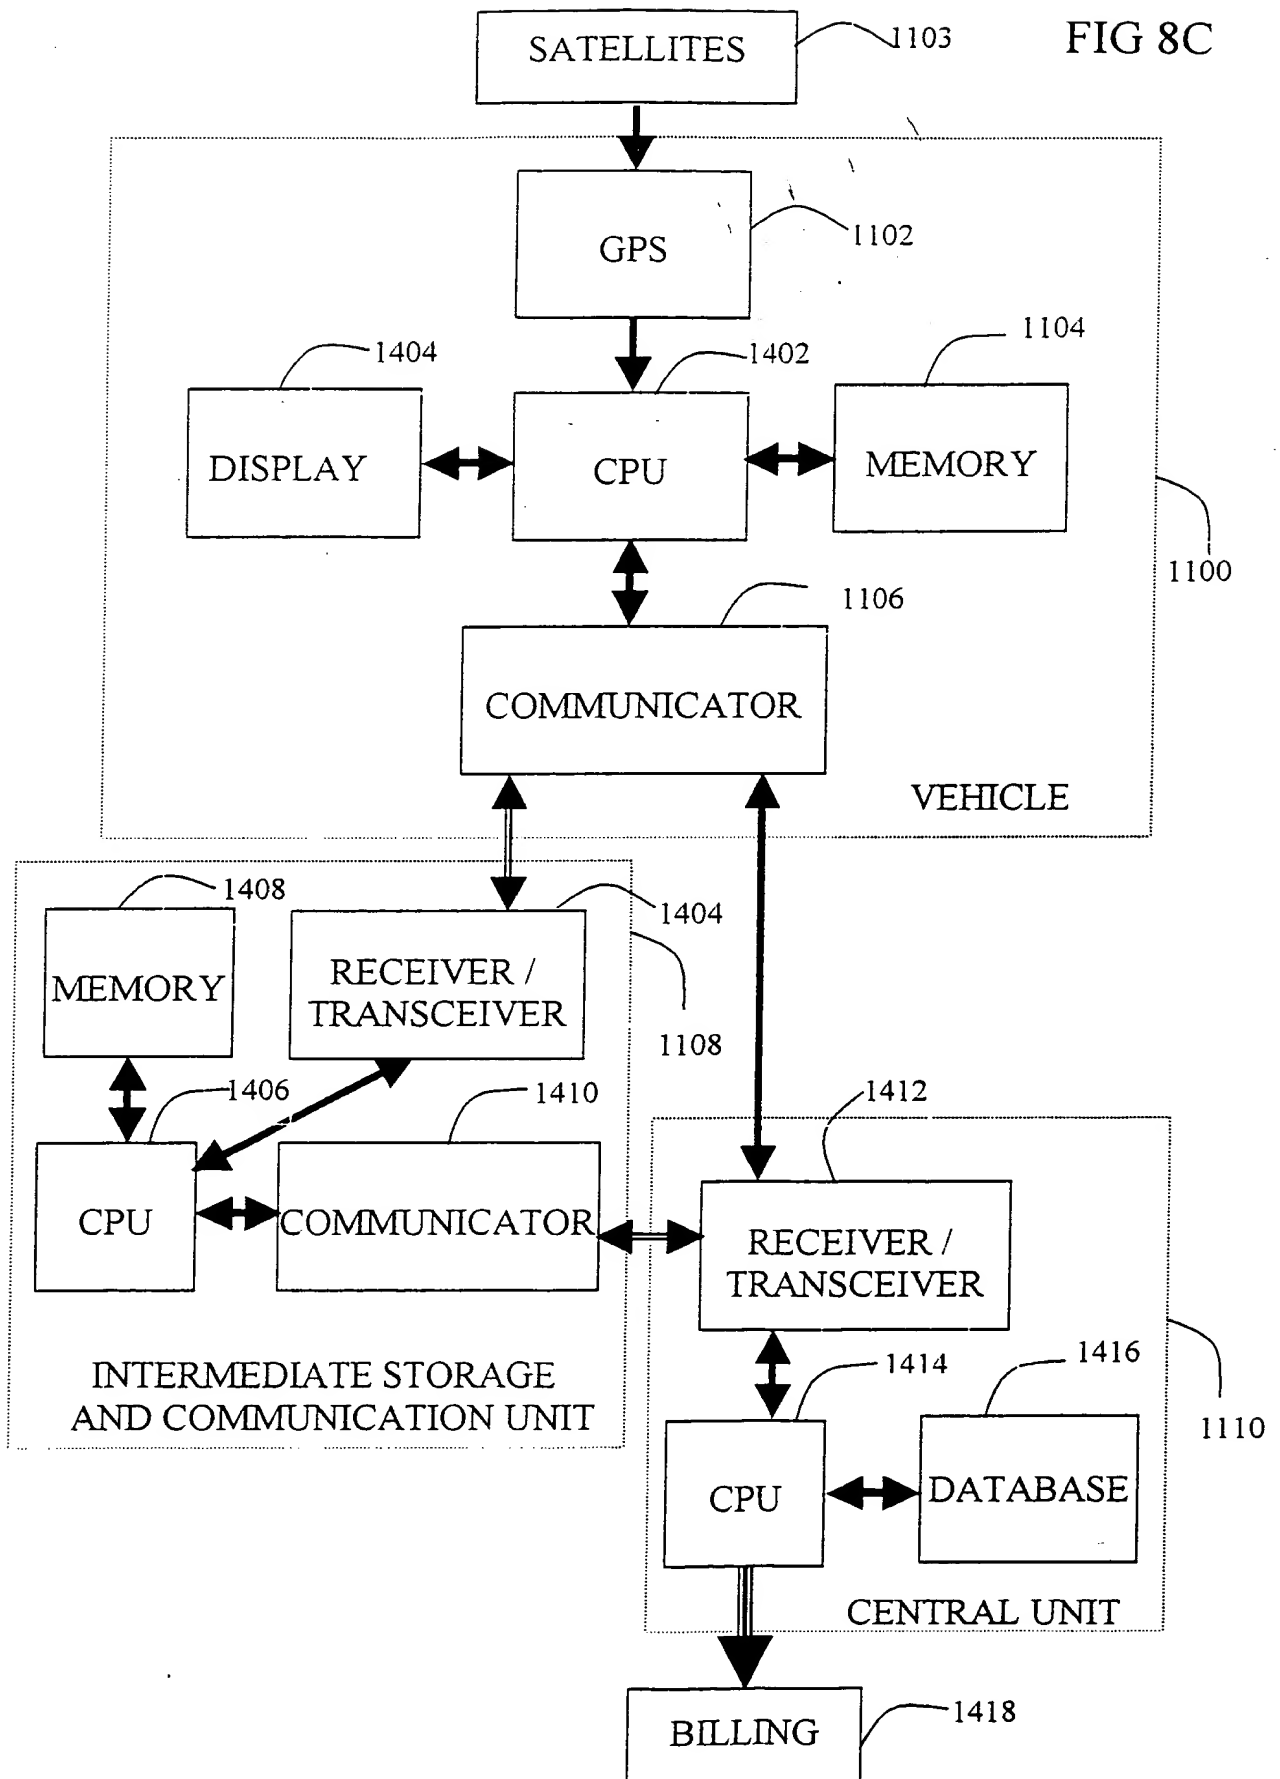 FIG 8C
SATELLITES
1103
GPS
1102
1404
1402
1104
DISPLAY
CPU
MEMORY
1100
1106
COMMUNICATOR
VEHICLE
1408
1404
MEMORY
RECEIVER /
TRANSCEIVER
1108
1406
1410
1412
CPU
COMMUNICATOR
RECEIVER /
TRANSCEIVER
INTERMEDIATE STORAGE
AND COMMUNICATION UNIT
1414
1416
1110
CPU
DATABASE
CENTRAL UNIT
BILLING
1418